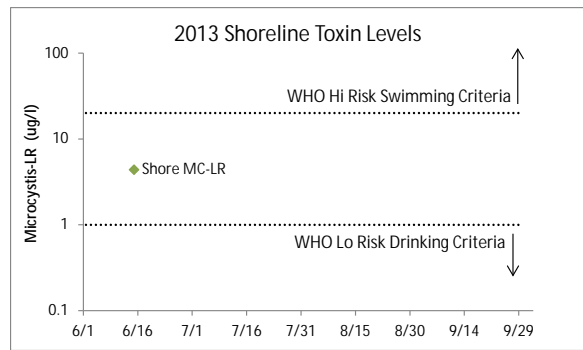 2013 Shoreline Toxin Levels
100
WHO Hi Risk Swimming Criteria
10
Shore MC-LR
Microcystis-LR (ug/l)
1
WHO Lo Risk Drinking Criteria
0.1
6/1 6/16 7/1 7/16 7/31 8/15 8/30 9/14 9/29